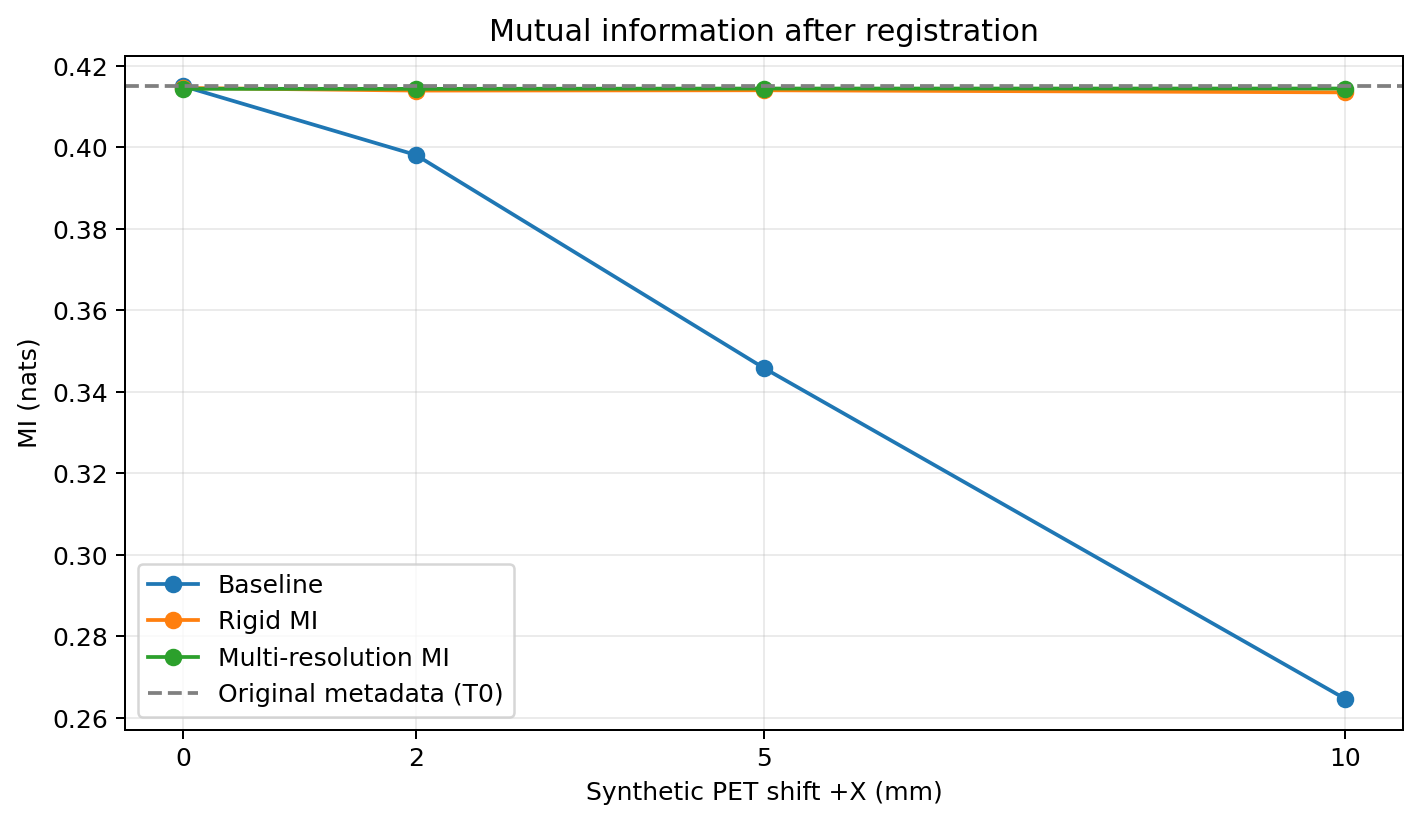 Mutual information after registration
MI (nats)
0.42
0.40
0.38
0.36
0.34
0.32
0.30
0.28
0.26
Baseline
Rigid MI
Multi-resolution MI
Original metadata (T0)
0 2 5 10
Synthetic PET shift +X (mm)